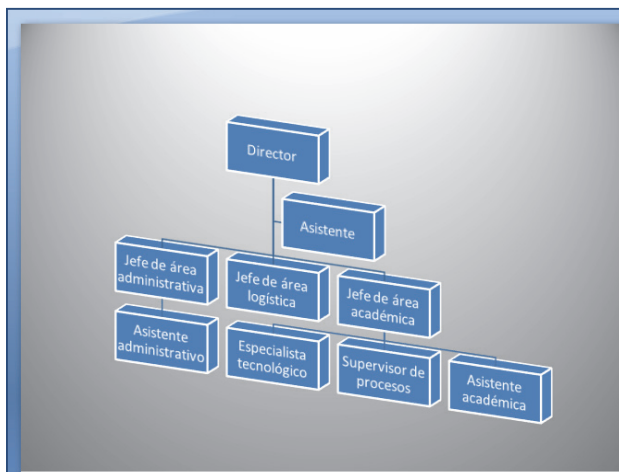 Director
Asistente
Jefe de área
administrativa
Jefe de área
logística
Jefe de área
académica
Asistente
administrativo
Especialista
tecnológico
Supervisor de
procesos
Asistente
académica